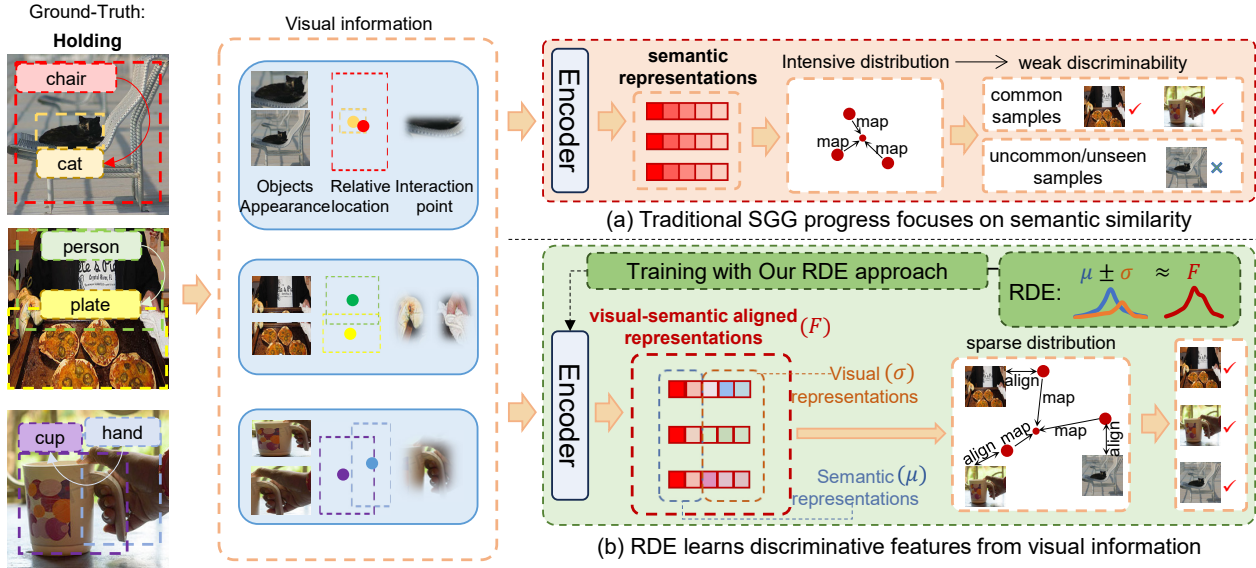 Ground-Truth:
Holding
chair
cat
person
plate
cup
hand
Visual information
Objects
Appearance
Relative
location
Interaction
point
Encoder
semantic
representations
Intensive distribution
weak discriminability
map
map
map
common
samples
uncommon/unseen
samples
(a) Traditional SGG progress focuses on semantic similarity
Training with Our RDE approach
RDE:
μ ± σ ≈ F
Encoder
visual-semantic aligned
representations (F)
Visual (σ)
representations
Semantic (μ)
representations
sparse distribution
align
map
map
align
map
align
(b) RDE learns discriminative features from visual information